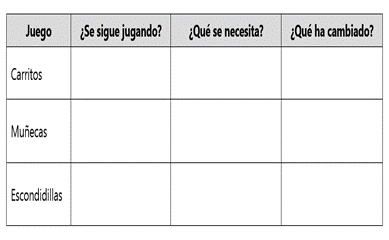 Juego ¿Se sigue jugando? ¿Qué se necesita? ¿Qué ha cambiado?
Carritos
Muñecas
Escondidillas